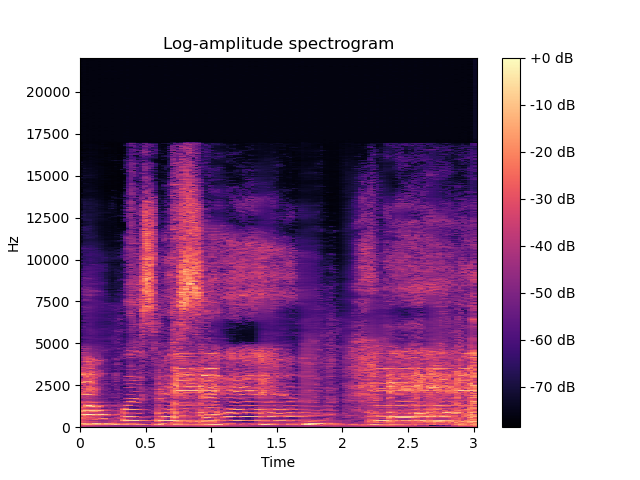 Log-amplitude spectrogram
+0 dB
20000
-10 dB
17500
-20 dB
15000
-30 dB
12500
Hz
-40 dB
10000
-50 dB
7500
5000
-60 dB
2500
-70 dB
0
0 0.5 1 1.5 2 2.5 3
Time